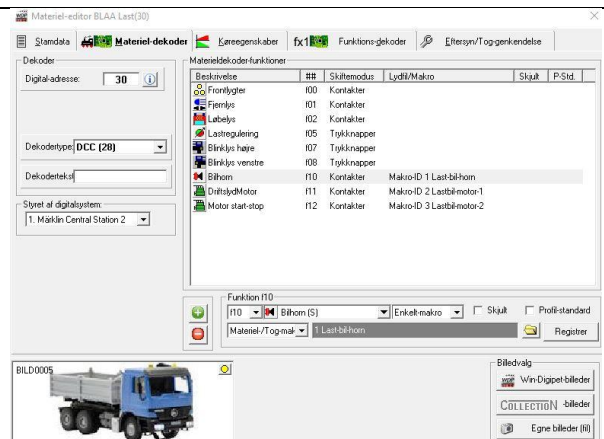 Materiel-editor BLAA Last(30)
Stamdata
Materiel-dekoder
Køreegenskaber
fx1
Funktions-dekoder
Eftersyn/Tog-genkendelse
Dekoder
Digital-adresse: 30
Dekodertype: DCC (28)
Dekodertekst
Styret af digitalsystem:
1. Märklin Central Station 2
Materieldekoder-funktioner
Beskrivelse ## Skiftemodus Lydfil/Makro Skjult P-Std.
Frontlygter f00 Kontakter
Fjernlys f01 Kontakter
Løbelys f02 Kontakter
Lastregulering f05 Trykknapper
Blinklys højre f07 Trykknapper
Blinklys venstre f08 Trykknapper
Bilhorn f10 Kontakter Makro-ID 1 Last-bil-horn
DriftslydMotor f11 Kontakter Makro-ID 2 Lastbil-motor-1
Motor start-stop f12 Kontakter Makro-ID 3 Lastbil-motor-2
Funktion f10
f10 Bilhorn (S) Enkelt-makro Skjult Profil-standard
Materiel-/Tog-mak 1 Last-bil-horn Registrer
BILD0005
Billedvalg
Win-Digipet-billeder
COLLECTION -billeder
Egne billeder (fil)